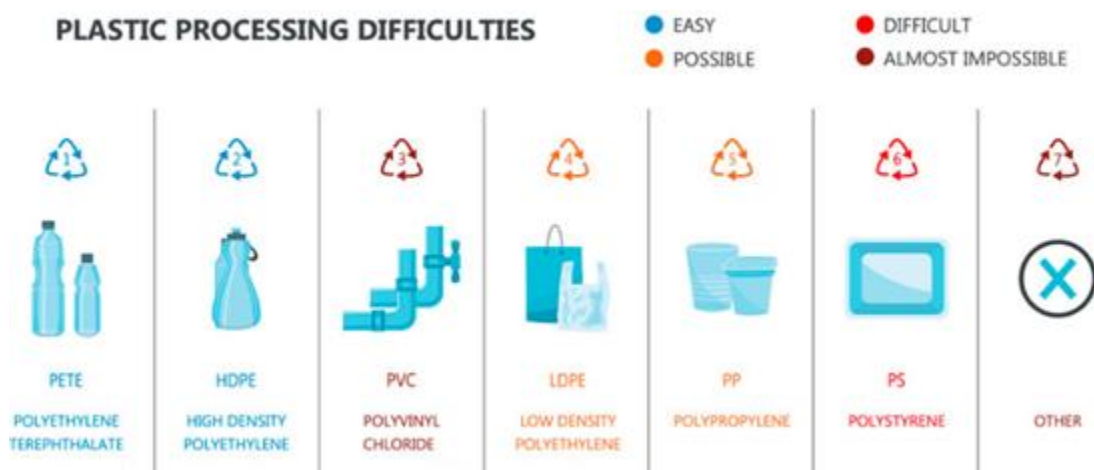 PLASTIC PROCESSING DIFFICULTIES
EASY
POSSIBLE
DIFFICULT
ALMOST IMPOSSIBLE
1
2
3
4
5
6
7
PETE
HDPE
PVC
LDPE
PP
PS
POLYETHYLENE
TEREPHTHALATE
HIGH DENSITY
POLYETHYLENE
POLYVINYL
CHLORIDE
LOW DENSITY
POLYETHYLENE
POLYPROPYLENE
POLYSTYRENE
OTHER